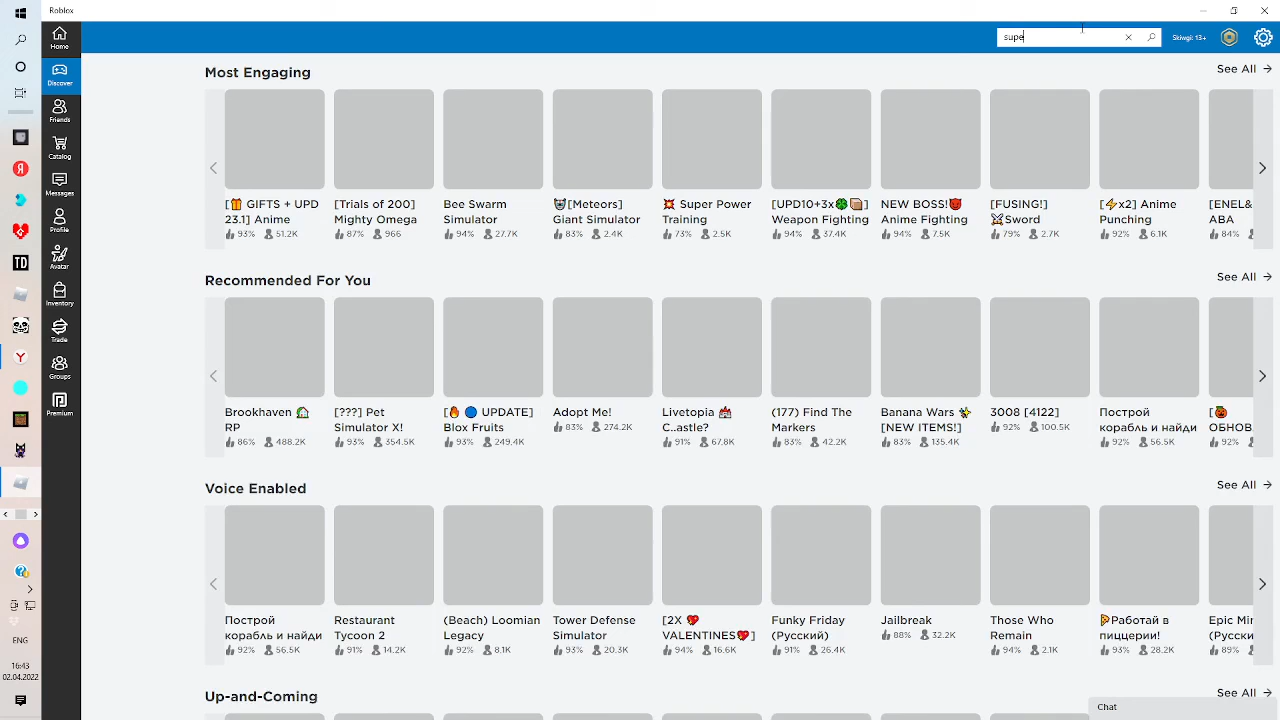 Roblox
Home
Discover
Friends
Catalog
Messages
Profile
Avatar
Inventory
Trade
Groups
Premium
supe
Skiwgi: 13+
Most Engaging
See All
[🎁 GIFTS + UPD
23.1] Anime
93% 51.2K
[Trials of 200]
Mighty Omega
87% 966
Bee Swarm
Simulator
94% 27.7K
[Meteors]
Giant Simulator
83% 2.4K
💥 Super Power
Training
73% 2.5K
[UPD10+3x🍀]
Weapon Fighting
94% 37.4K
NEW BOSS!😈
Anime Fighting
94% 7.5K
[FUSING!]
⚔️Sword
79% 2.7K
[⚡x2] Anime
Punching
92% 6.1K
[ENEL&
ABA
84%
Recommended For You
See All
Brookhaven 🏡
RP
86% 488.2K
[???] Pet
Simulator X!
93% 354.5K
[🔥 🔵 UPDATE]
Blox Fruits
93% 249.4K
Adopt Me!
83% 274.2K
Livetopia 🏰
C..astle?
91% 67.8K
(177) Find The
Markers
83% 42.2K
Banana Wars ✨
[NEW ITEMS!]
83% 135.4K
3008 [4122]
92% 100.5K
Построй
корабль и найди
92% 56.5K
[🎃
ОБНОВ.
92%
Voice Enabled
See All
Построй
корабль и найди
92% 56.5K
Restaurant
Tycoon 2
91% 14.2K
(Beach) Loomian
Legacy
92% 8.1K
Tower Defense
Simulator
93% 20.3K
[2X 💖
VALENTINES💖]
94% 16.6K
Funky Friday
(Русский)
91% 26.4K
Jailbreak
88% 32.2K
Those Who
Remain
94% 2.1K
🍕Работай в
пиццерии!
93% 28.2K
Epic Min
(Русски
89%
Up-and-Coming
See All
Chat
TD
ENG
16:43
02.04.2022